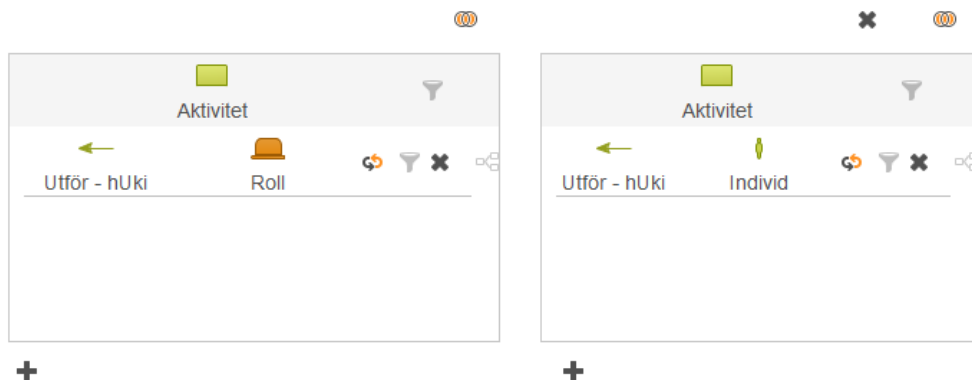 Aktivitet
Utför - hUki Roll
Aktivitet
Utför - hUki Individ